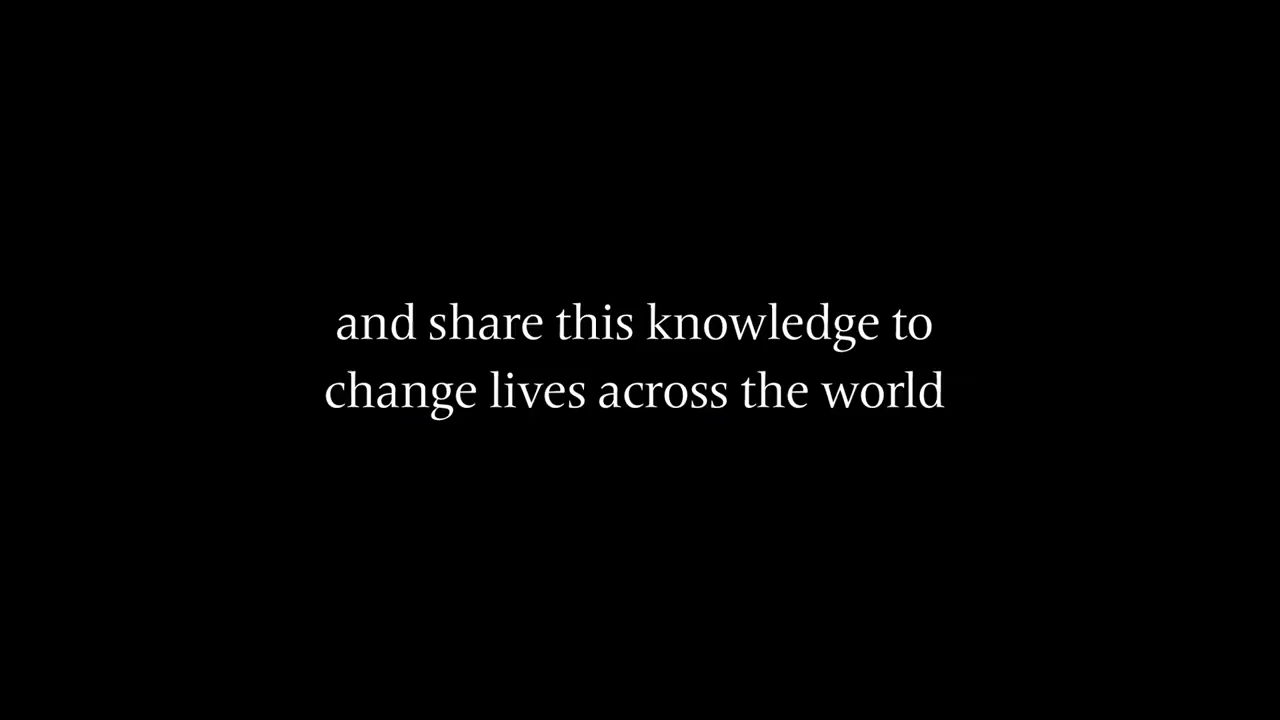 and share this knowledge to
change lives across the world